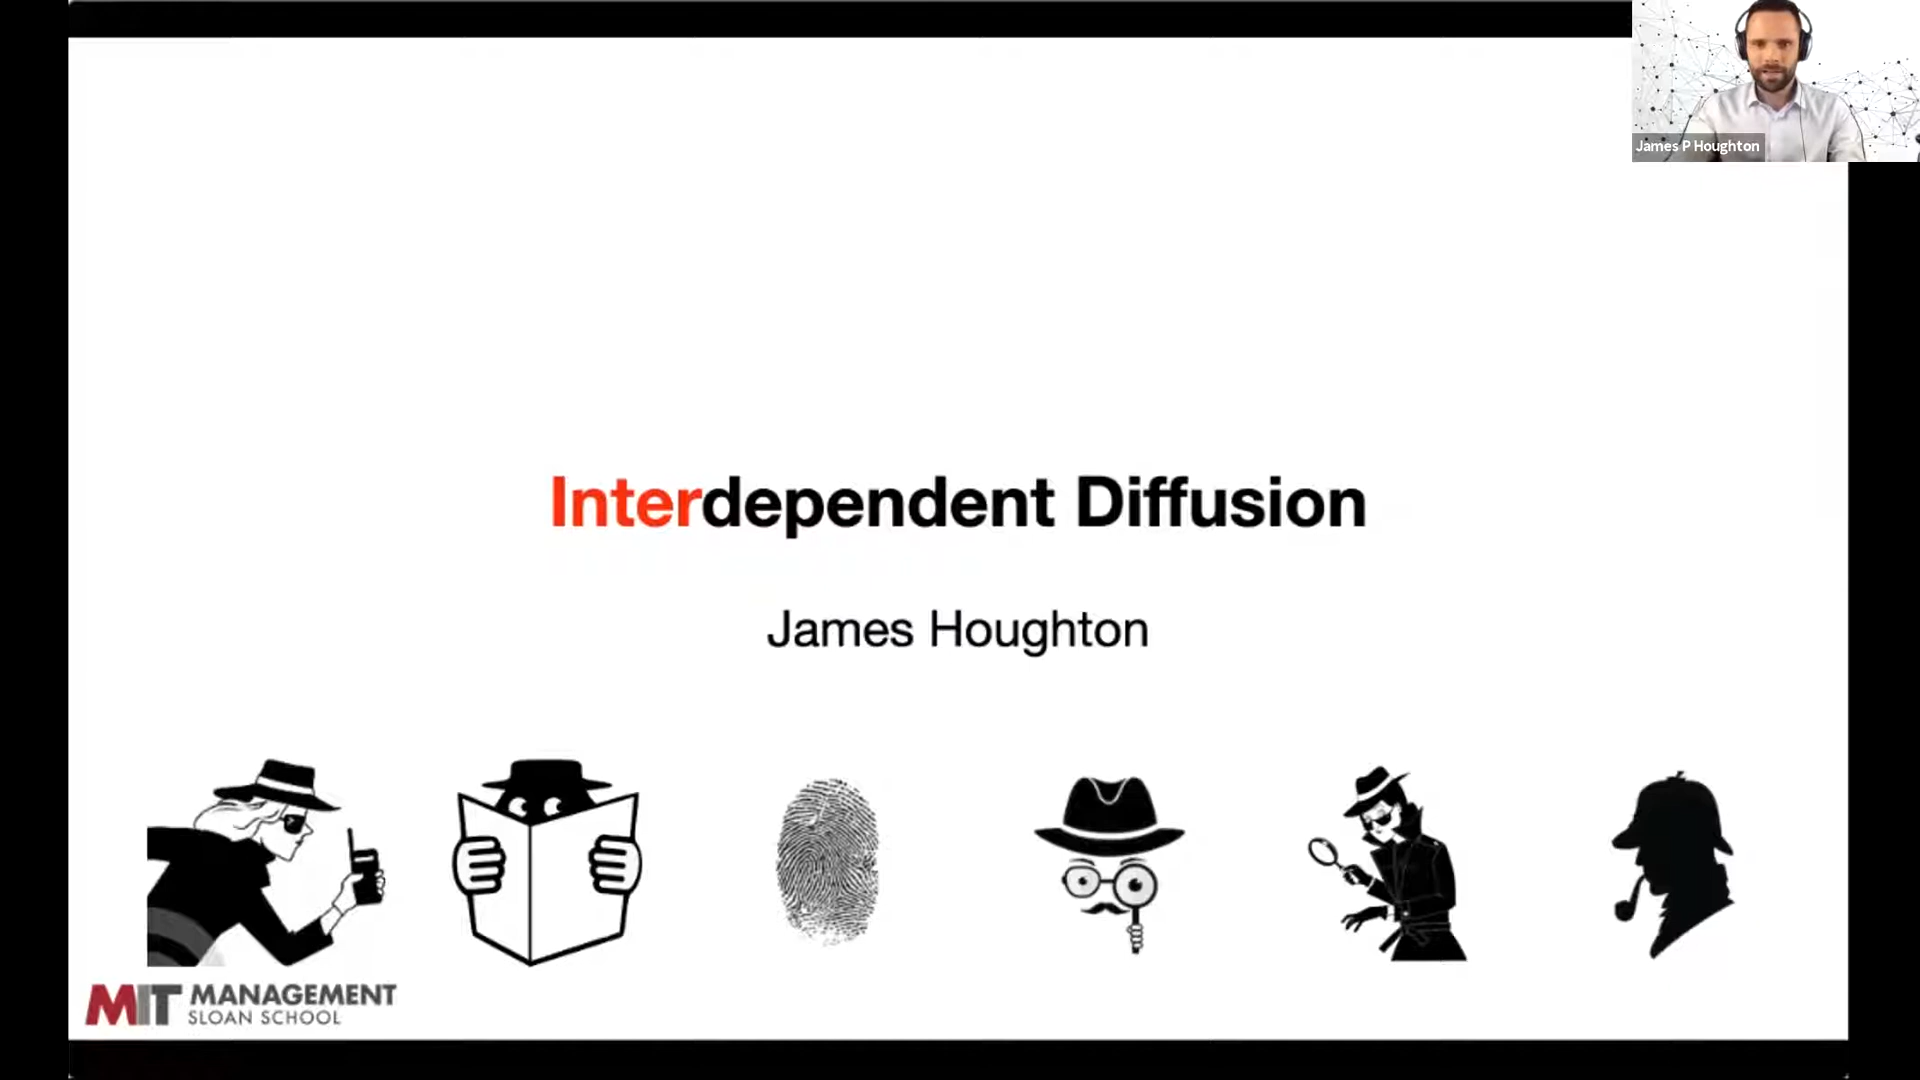 James P Houghton
Interdependent Diffusion
James Houghton
MIT MANAGEMENT
SLOAN SCHOOL